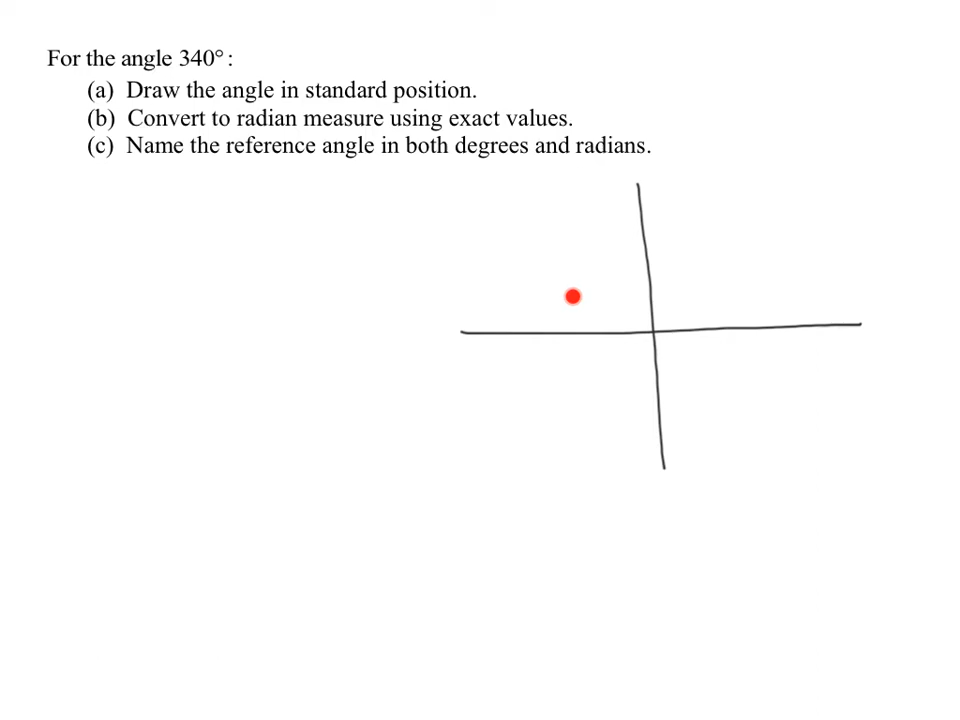 For the angle 340°:
(a) Draw the angle in standard position.
(b) Convert to radian measure using exact values.
(c) Name the reference angle in both degrees and radians.